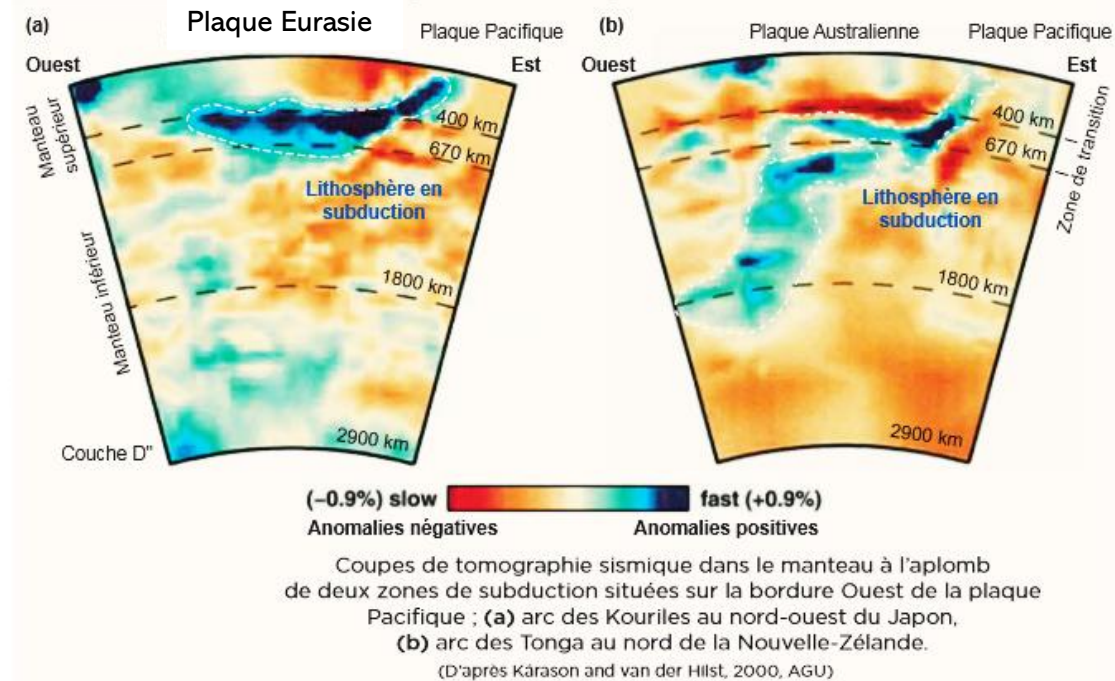 (a)
Plaque Eurasie
Plaque Pacifique
Ouest
Est
Manteau
supérieur
400 km
670 km
Lithosphère en
subduction
1800 km
Manteau inférieur
Couche D"
2900 km
(b)
Plaque Australienne
Plaque Pacifique
Ouest
Est
400 km
670 km
Zone de transition
Lithosphère en
subduction
1800 km
2900 km
(−0.9%) slow
fast (+0.9%)
Anomalies négatives
Anomalies positives
Coupes de tomographie sismique dans le manteau à l'aplomb
de deux zones de subduction situées sur la bordure Ouest de la plaque
Pacifique ; (a) arc des Kouriles au nord-ouest du Japon,
(b) arc des Tonga au nord de la Nouvelle-Zélande.
(D'après Kárason and van der Hilst, 2000, AGU)